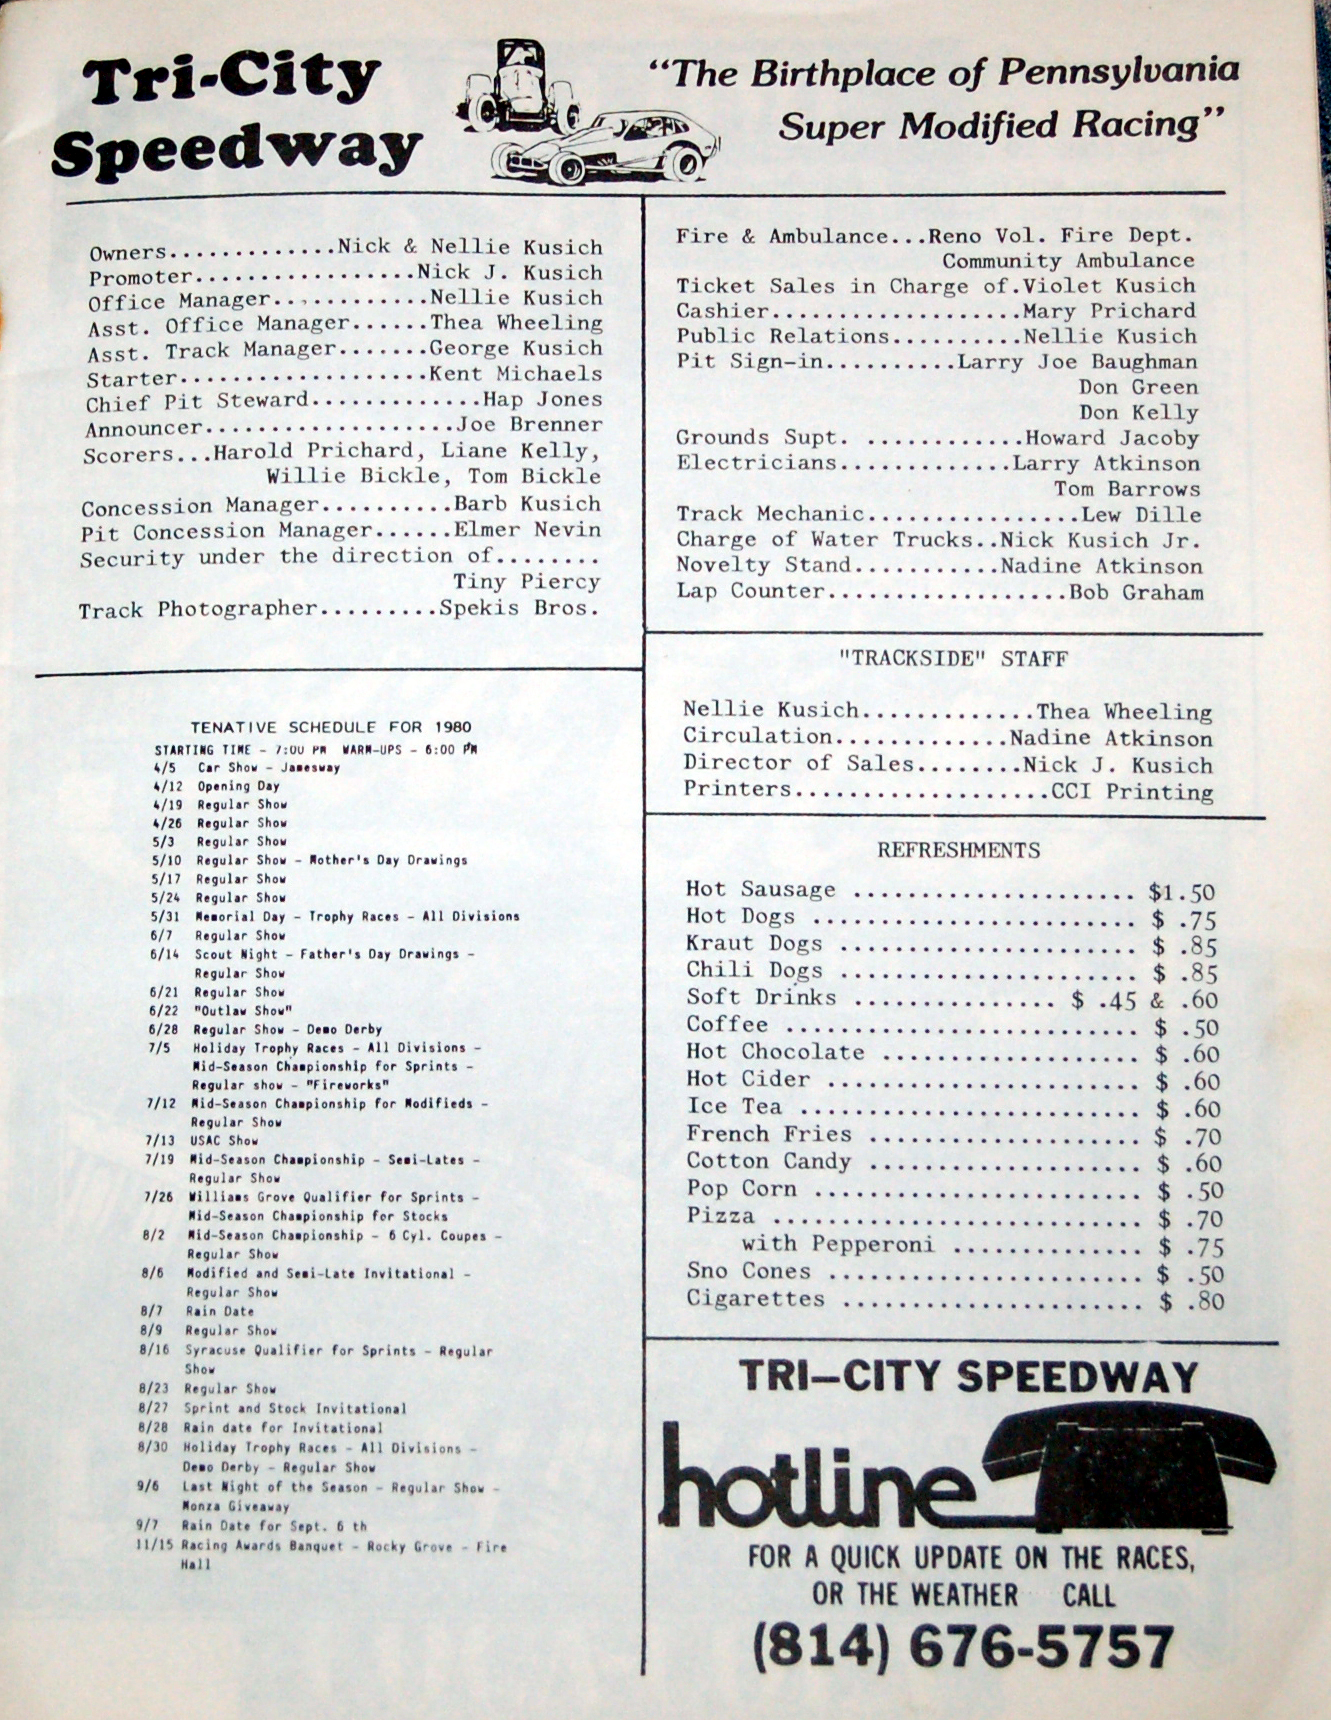 Tri-City
Speedway
"The Birthplace of Pennsylvania
Super Modified Racing"
Owners.............Nick & Nellie Kusich
Promoter.................Nick J. Kusich
Office Manager............Nellie Kusich
Asst. Office Manager......Thea Wheeling
Asst. Track Manager.......George Kusich
Starter...................Kent Michaels
Chief Pit Steward.............Hap Jones
Announcer...................Joe Brenner
Scorers...Harold Prichard, Liane Kelly,
Willie Bickle, Tom Bickle
Concession Manager..........Barb Kusich
Pit Concession Manager......Elmer Nevin
Security under the direction of........
Tiny Piercy
Track Photographer.........Spekis Bros.
TENATIVE SCHEDULE FOR 1980
STARTING TIME - 7:00 PM WARM-UPS - 6:00 PM
4/5 Car Show - Jamesway
4/12 Opening Day
4/19 Regular Show
4/26 Regular Show
5/3 Regular Show
5/10 Regular Show - Mother's Day Drawings
5/17 Regular Show
5/24 Regular Show
5/31 Memorial Day - Trophy Races - All Divisions
6/7 Regular Show
6/14 Scout Night - Father's Day Drawings -
Regular Show
6/21 Regular Show
6/22 "Outlaw Show"
6/28 Regular Show - Demo Derby
7/5 Holiday Trophy Races - All Divisions -
Mid-Season Championship for Sprints -
Regular show - "Fireworks"
7/12 Mid-Season Championship for Modifieds -
Regular Show
7/13 USAC Show
7/19 Mid-Season Championship - Semi-Lates -
Regular Show
7/26 Williams Grove Qualifier for Sprints -
Mid-Season Championship for Stocks
8/2 Mid-Season Championship - 6 Cyl. Coupes -
Regular Show
8/6 Modified and Semi-Late Invitational -
Regular Show
8/7 Rain Date
8/9 Regular Show
8/16 Syracuse Qualifier for Sprints - Regular
Show
8/23 Regular Show
8/27 Sprint and Stock Invitational
8/28 Rain date for Invitational
8/30 Holiday Trophy Races - All Divisions -
Demo Derby - Regular Show
9/6 Last Night of the Season - Regular Show -
Monza Giveaway
9/7 Rain Date for Sept. 6 th
11/15 Racing Awards Banquet - Rocky Grove - Fire
Hall
Fire & Ambulance...Reno Vol. Fire Dept.
Community Ambulance
Ticket Sales in Charge of.Violet Kusich
Cashier...................Mary Prichard
Public Relations..........Nellie Kusich
Pit Sign-in..........Larry Joe Baughman
Don Green
Don Kelly
Grounds Supt. ............Howard Jacoby
Electricians.............Larry Atkinson
Tom Barrows
Track Mechanic................Lew Dille
Charge of Water Trucks..Nick Kusich Jr.
Novelty Stand...........Nadine Atkinson
Lap Counter..................Bob Graham
"TRACKSIDE" STAFF
Nellie Kusich.............Thea Wheeling
Circulation.............Nadine Atkinson
Director of Sales........Nick J. Kusich
Printers...................CCI Printing
REFRESHMENTS
Hot Sausage ...................... $1.50
Hot Dogs ......................... $ .75
Kraut Dogs ....................... $ .85
Chili Dogs ....................... $ .85
Soft Drinks ................ $ .45 & .60
Coffee ........................... $ .50
Hot Chocolate .................... $ .60
Hot Cider ........................ $ .60
Ice Tea .......................... $ .60
French Fries ..................... $ .70
Cotton Candy ..................... $ .60
Pop Corn ......................... $ .50
Pizza ............................ $ .70
with Pepperoni ............... $ .75
Sno Cones ........................ $ .50
Cigarettes ....................... $ .80
TRI-CITY SPEEDWAY
hotline
FOR A QUICK UPDATE ON THE RACES,
OR THE WEATHER CALL
(814) 676-5757